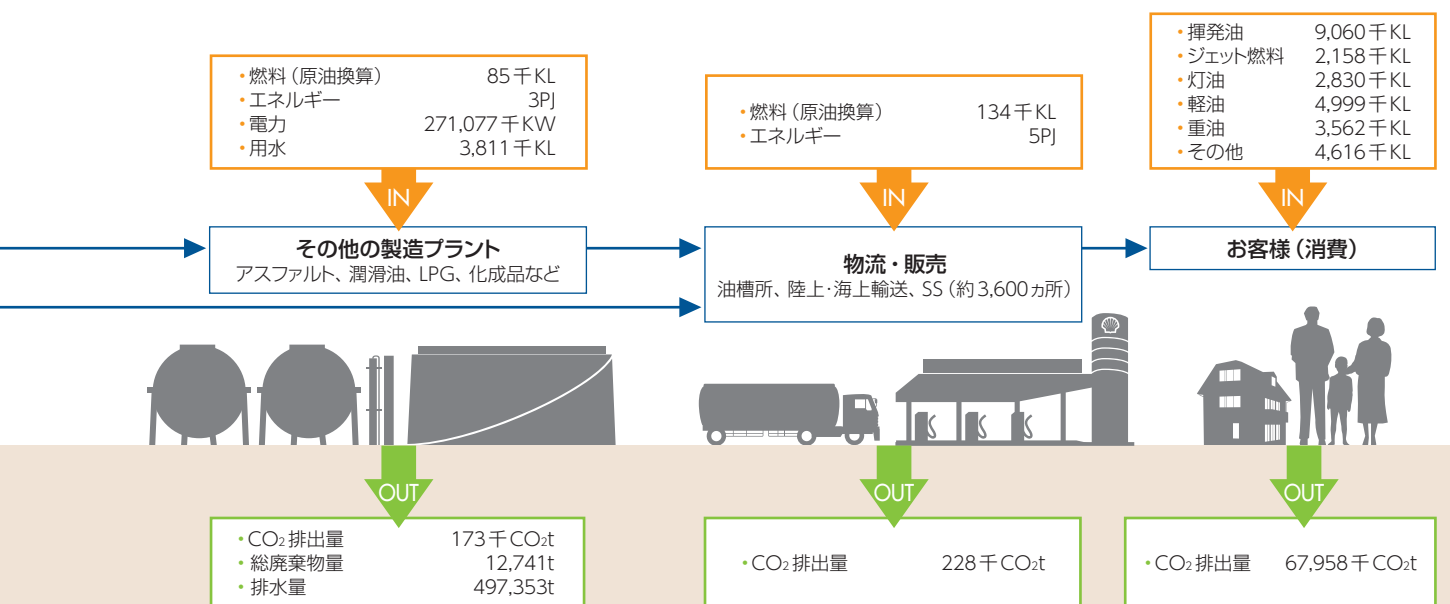 ・燃料（原油換算） 85千KL
・エネルギー 3PJ
・電力 271,077千KW
・用水 3,811千KL
IN
その他の製造プラント
アスファルト、潤滑油、LPG、化成品など
OUT
・CO₂排出量 173千CO₂t
・総廃棄物量 12,741t
・排水量 497,353t
・燃料（原油換算） 134千KL
・エネルギー 5PJ
IN
物流・販売
油槽所、陸上・海上輸送、SS（約3,600ヵ所）
OUT
・CO₂排出量 228千CO₂t
・揮発油 9,060千KL
・ジェット燃料 2,158千KL
・灯油 2,830千KL
・軽油 4,999千KL
・重油 3,562千KL
・その他 4,616千KL
IN
お客様（消費）
OUT
・CO₂排出量 67,958千CO₂t